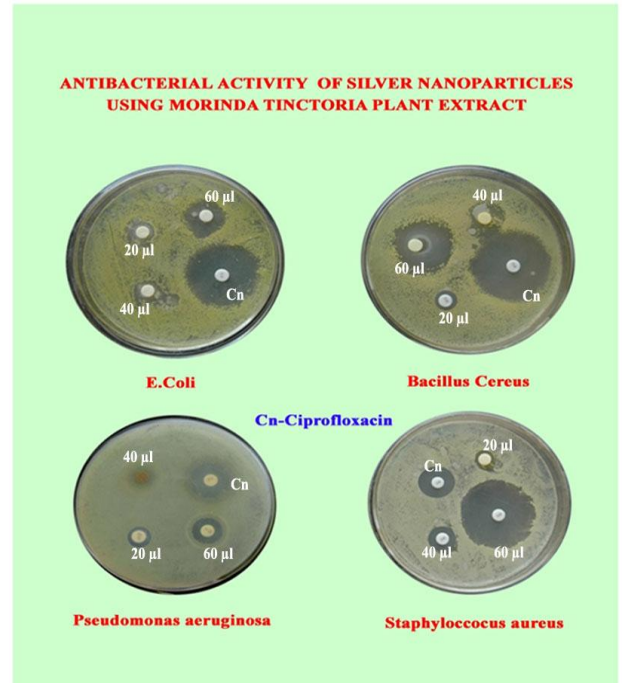 ANTIBACTERIAL ACTIVITY OF SILVER NANOPARTICLES
USING MORINDA TINCTORIA PLANT EXTRACT
60 µl
20 µl
Cn
40 µl
E.Coli
40 µl
60 µl
Cn
20 µl
Bacillus Cereus
Cn-Ciprofloxacin
40 µl
Cn
20 µl
60 µl
Pseudomonas aeruginosa
20 µl
Cn
40 µl
60 µl
Staphyloccocus aureus